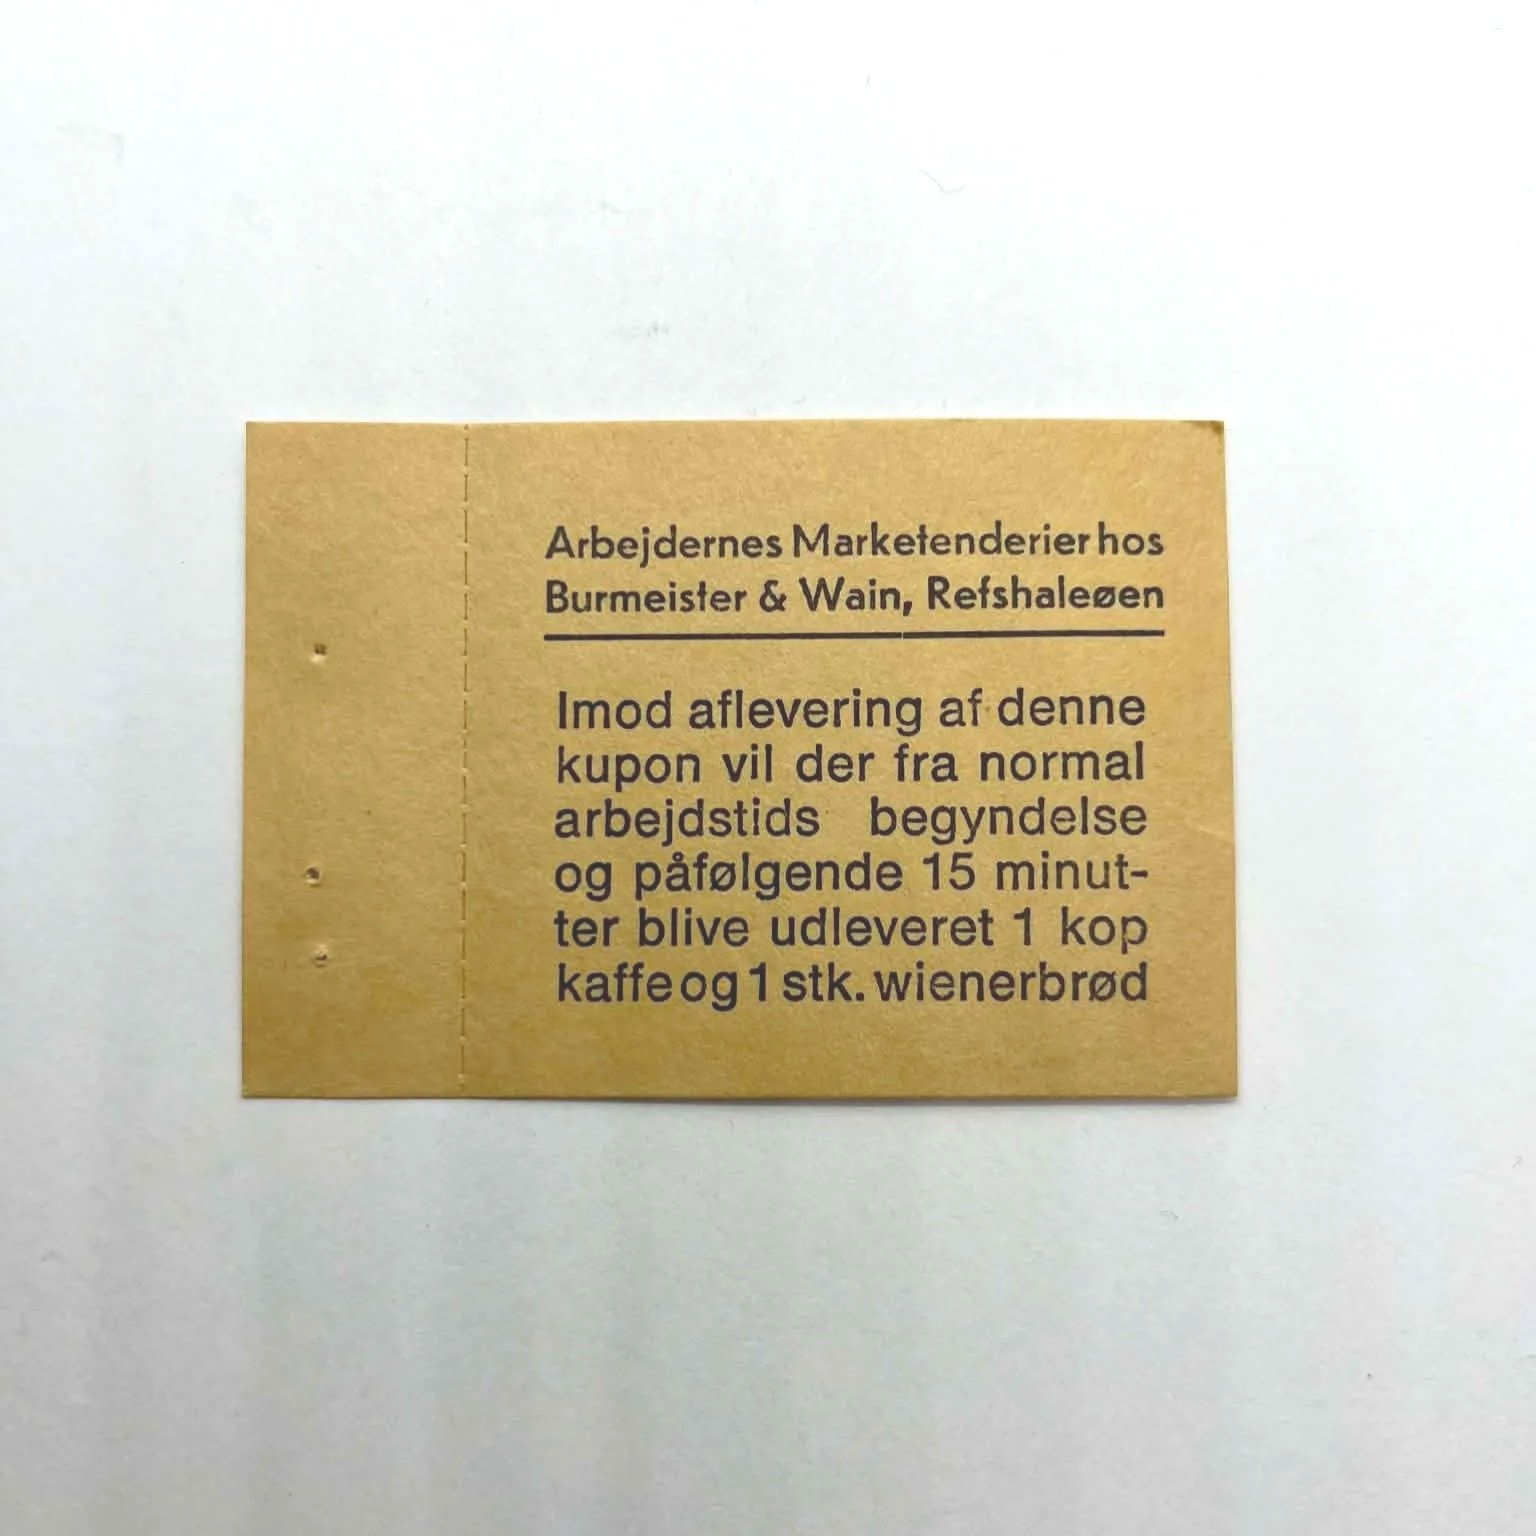 Arbejdernes Marketenderier hos
Burmeister & Wain, Refshaleøen
Imod aflevering af denne
kupon vil der fra normal
arbejdstids begyndelse
og påfølgende 15 minut-
ter blive udleveret 1 kop
kaffe og 1 stk. wienerbrød